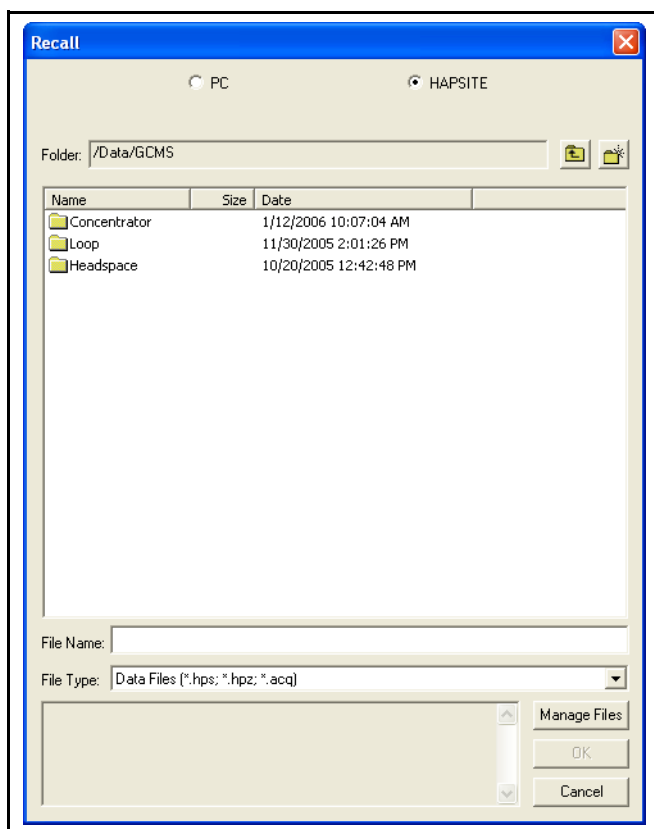 Recall
PC HAPSITE
Folder: /Data/GCMS
Name Size Date
Concentrator 1/12/2006 10:07:04 AM
Loop 11/30/2005 2:01:26 PM
Headspace 10/20/2005 12:42:48 PM
File Name:
File Type: Data Files (*.hps; *.hpz; *.acq)
Manage Files
OK
Cancel